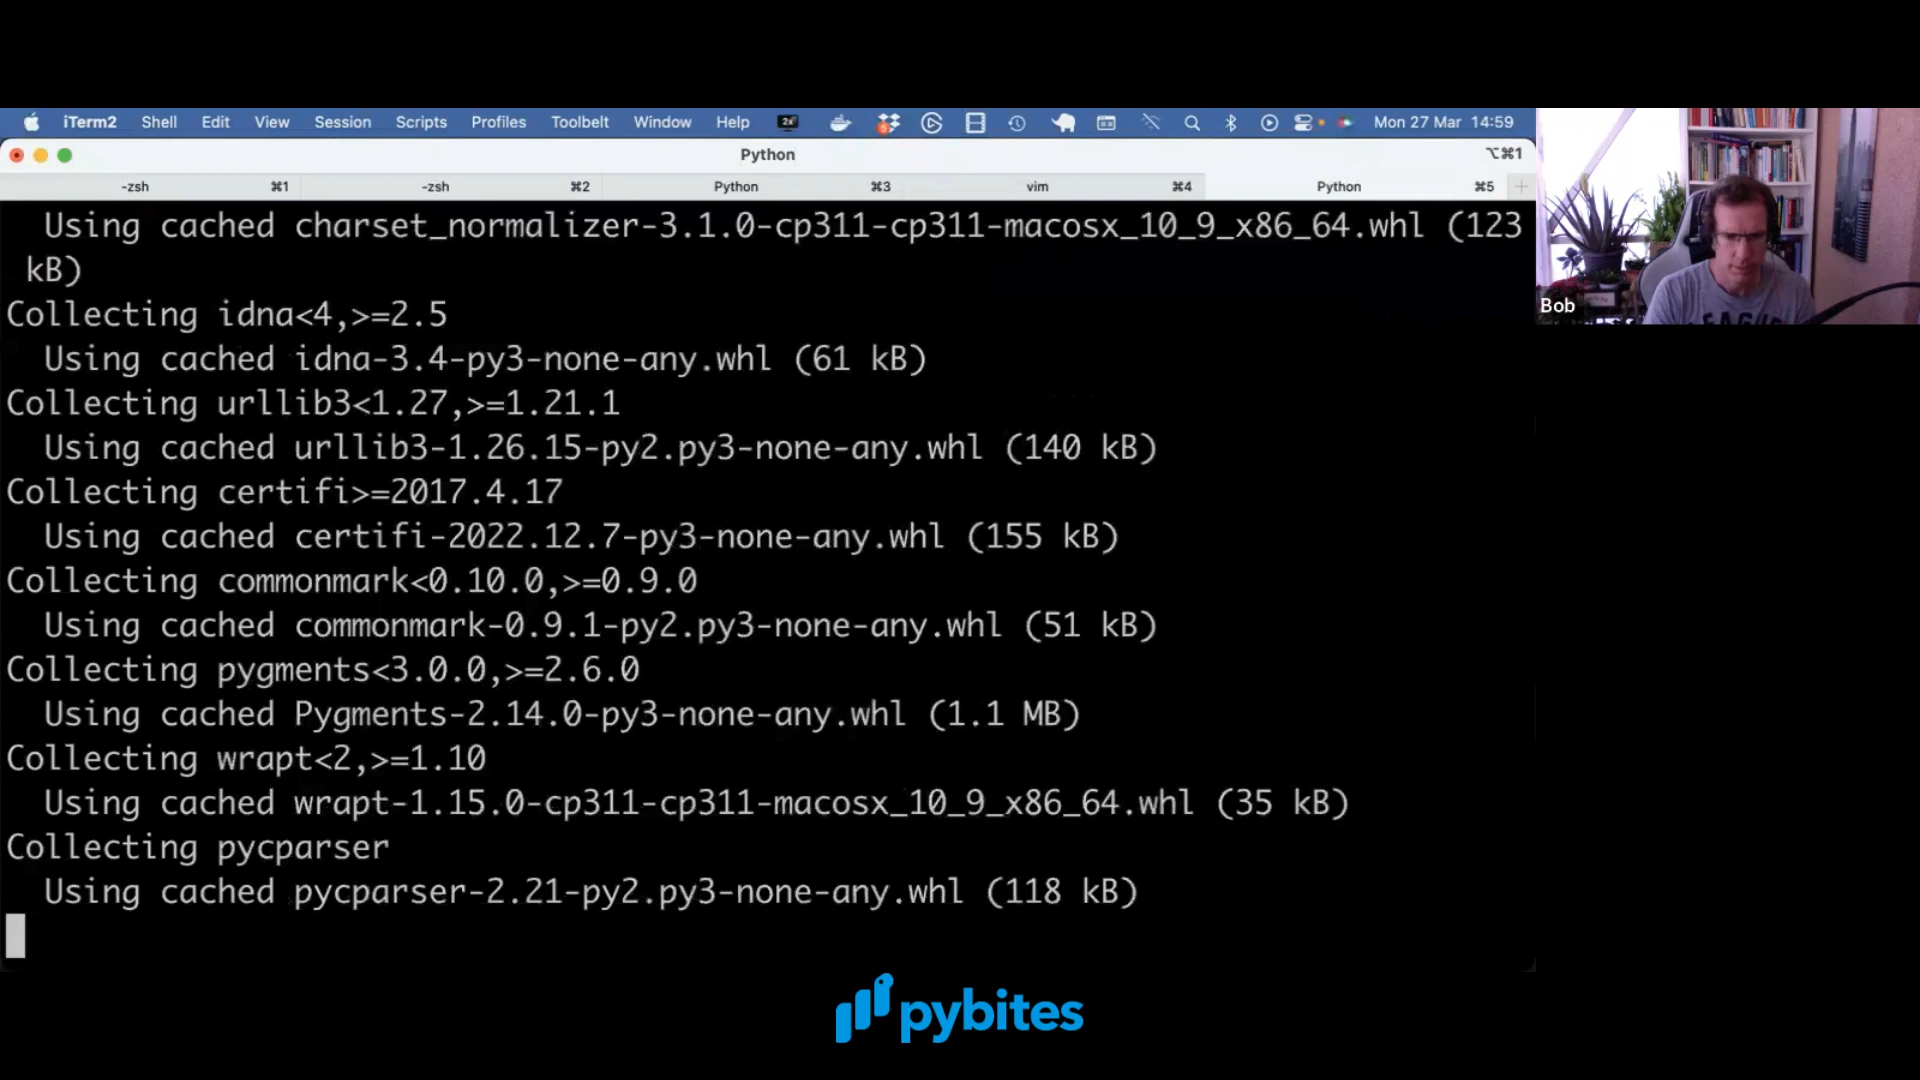 iTerm2 Shell Edit View Session Scripts Profiles Toolbelt Window Help Mon 27 Mar 14:59
Python ⌥⌘1
-zsh ⌘1 -zsh ⌘2 Python ⌘3 vim ⌘4 Python ⌘5
Using cached charset_normalizer-3.1.0-cp311-cp311-macosx_10_9_x86_64.whl (123
kB)
Collecting idna<4,>=2.5
Using cached idna-3.4-py3-none-any.whl (61 kB)
Collecting urllib3<1.27,>=1.21.1
Using cached urllib3-1.26.15-py2.py3-none-any.whl (140 kB)
Collecting certifi>=2017.4.17
Using cached certifi-2022.12.7-py3-none-any.whl (155 kB)
Collecting commonmark<0.10.0,>=0.9.0
Using cached commonmark-0.9.1-py2.py3-none-any.whl (51 kB)
Collecting pygments<3.0.0,>=2.6.0
Using cached Pygments-2.14.0-py3-none-any.whl (1.1 MB)
Collecting wrapt<2,>=1.10
Using cached wrapt-1.15.0-cp311-cp311-macosx_10_9_x86_64.whl (35 kB)
Collecting pycparser
Using cached pycparser-2.21-py2.py3-none-any.whl (118 kB)
Bob
pybites